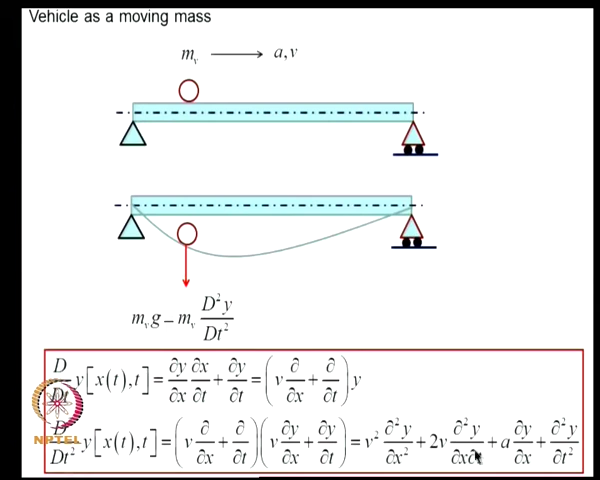 Vehicle as a moving mass
m_v → a, v
m_v g − m_v D²y/Dt²
D/Dt y[x(t), t] = ∂y/∂x ∂x/∂t + ∂y/∂t = (v ∂/∂x + ∂/∂t) y
D²/Dt² y[x(t), t] = (v ∂/∂x + ∂/∂t)(v ∂y/∂x + ∂y/∂t) = v² ∂²y/∂x² + 2v ∂²y/∂x∂t + a ∂y/∂x + ∂²y/∂t²
NPTEL